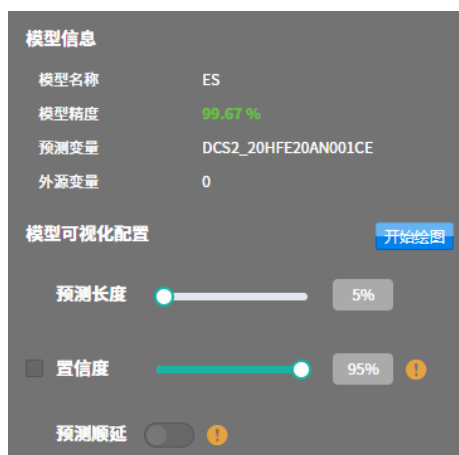 模型信息
模型名称 ES
模型精度 99.67 %
预测变量 DCS2_20HFE20AN001CE
外源变量 0
模型可视化配置 开始绘图
预测长度 5%
置信度 95% !
预测顺延 !